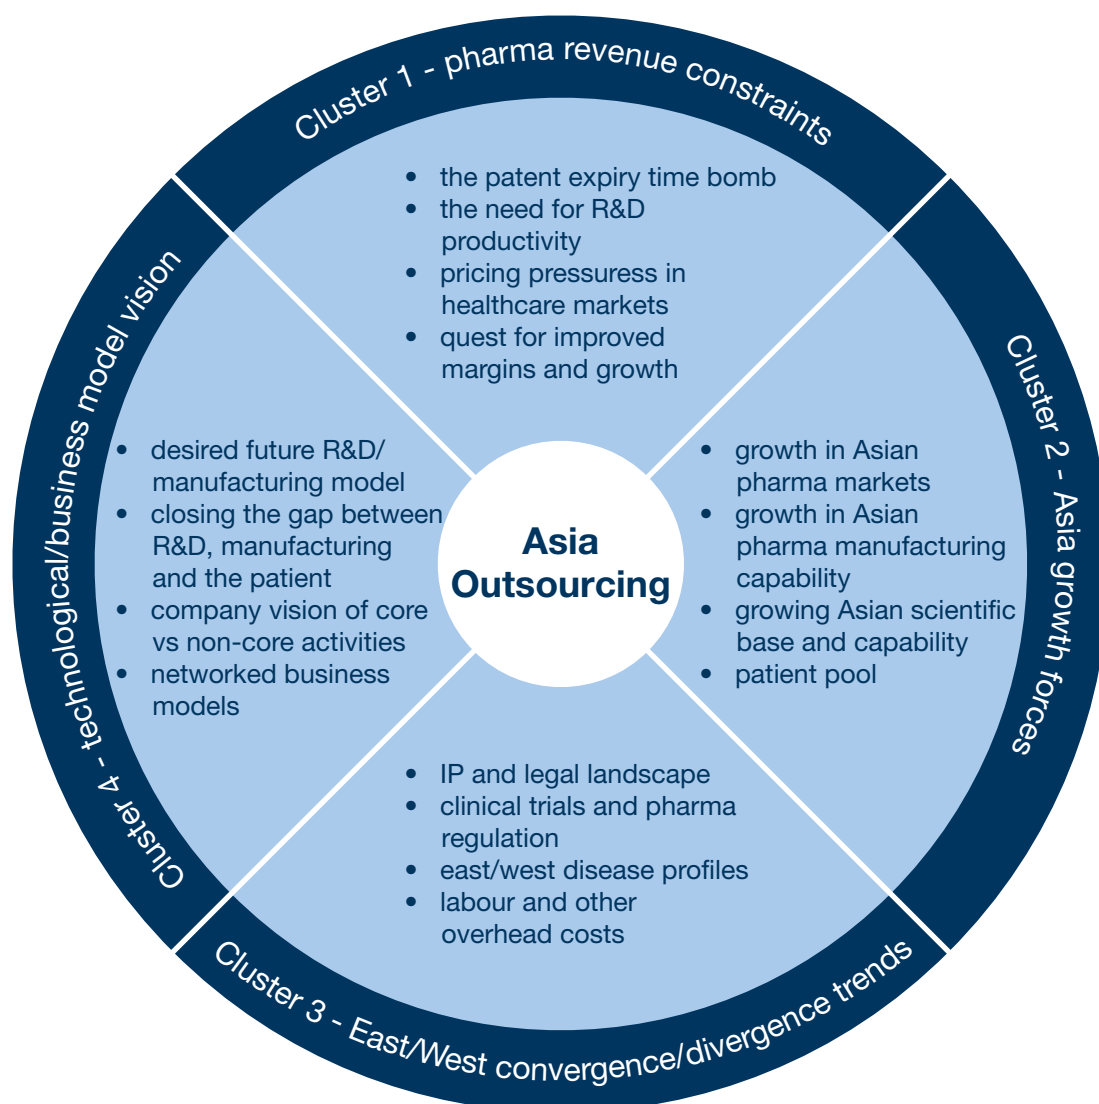 Cluster 1 - pharma revenue constraints
• the patent expiry time bomb
• the need for R&D
productivity
• pricing pressuress in
healthcare markets
• quest for improved
margins and growth
Cluster 2 - Asia growth forces
• growth in Asian
pharma markets
• growth in Asian
pharma manufacturing
capability
• growing Asian scientific
base and capability
• patient pool
Cluster 3 - East/West convergence/divergence trends
• IP and legal landscape
• clinical trials and pharma
regulation
• east/west disease profiles
• labour and other
overhead costs
Cluster 4 - technological/business model vision
• desired future R&D/
manufacturing model
• closing the gap between
R&D, manufacturing
and the patient
• company vision of core
vs non-core activities
• networked business
models
Asia
Outsourcing